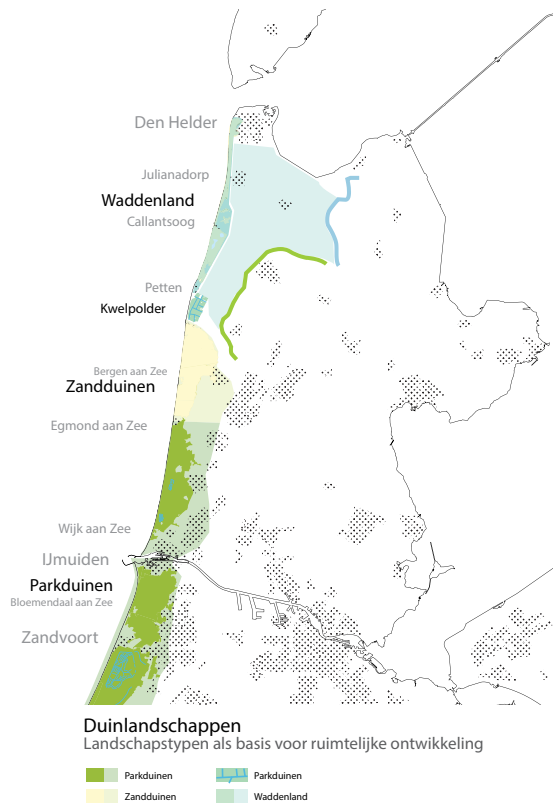 Den Helder
Julianadorp
Waddenland
Callantsoog
Petten
Kwelpolder
Bergen aan Zee
Zandduinen
Egmond aan Zee
Wijk aan Zee
IJmuiden
Parkduinen
Bloemendaal aan Zee
Zandvoort
Duinlandschappen
Landschapstypen als basis voor ruimtelijke ontwikkeling
Parkduinen
Parkduinen
Zandduinen
Waddenland